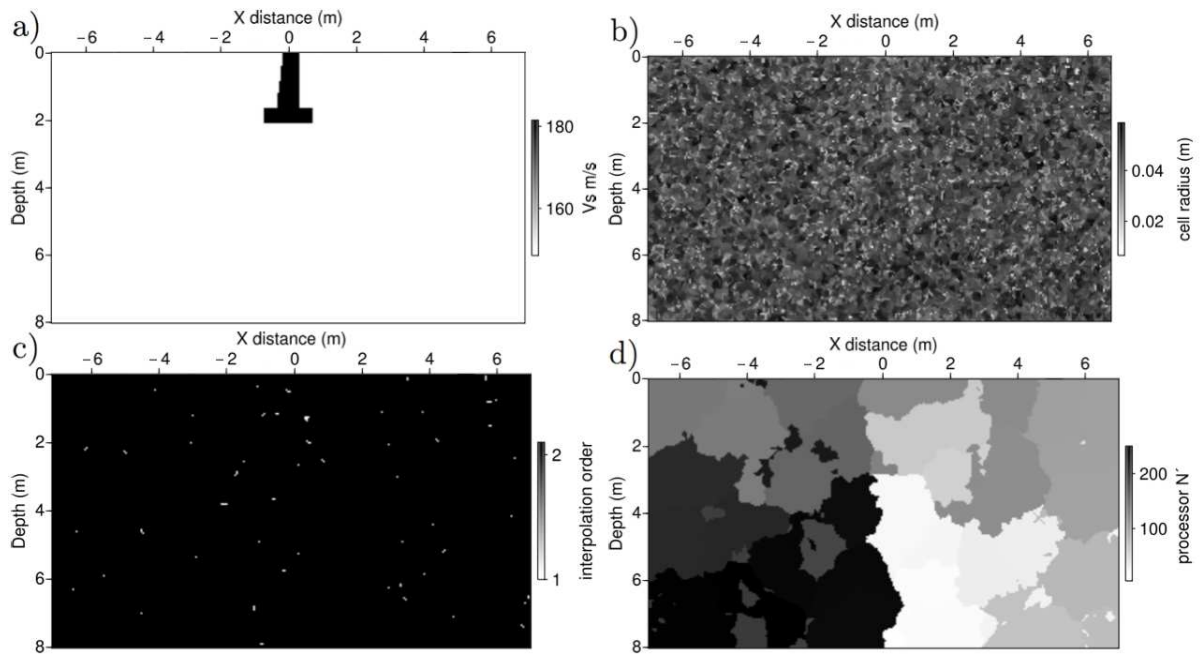 a)
X distance (m)
−6 −4 −2 0 2 4 6
0
2
4
6
8
Depth (m)
180
160
Vs m/s
b)
X distance (m)
−6 −4 −2 0 2 4 6
0
2
4
6
8
Depth (m)
0.04
0.02
cell radius (m)
c)
X distance (m)
−6 −4 −2 0 2 4 6
0
2
4
6
8
Depth (m)
2
1
interpolation order
d)
X distance (m)
−6 −4 −2 0 2 4 6
0
2
4
6
8
Depth (m)
200
100
processor N´